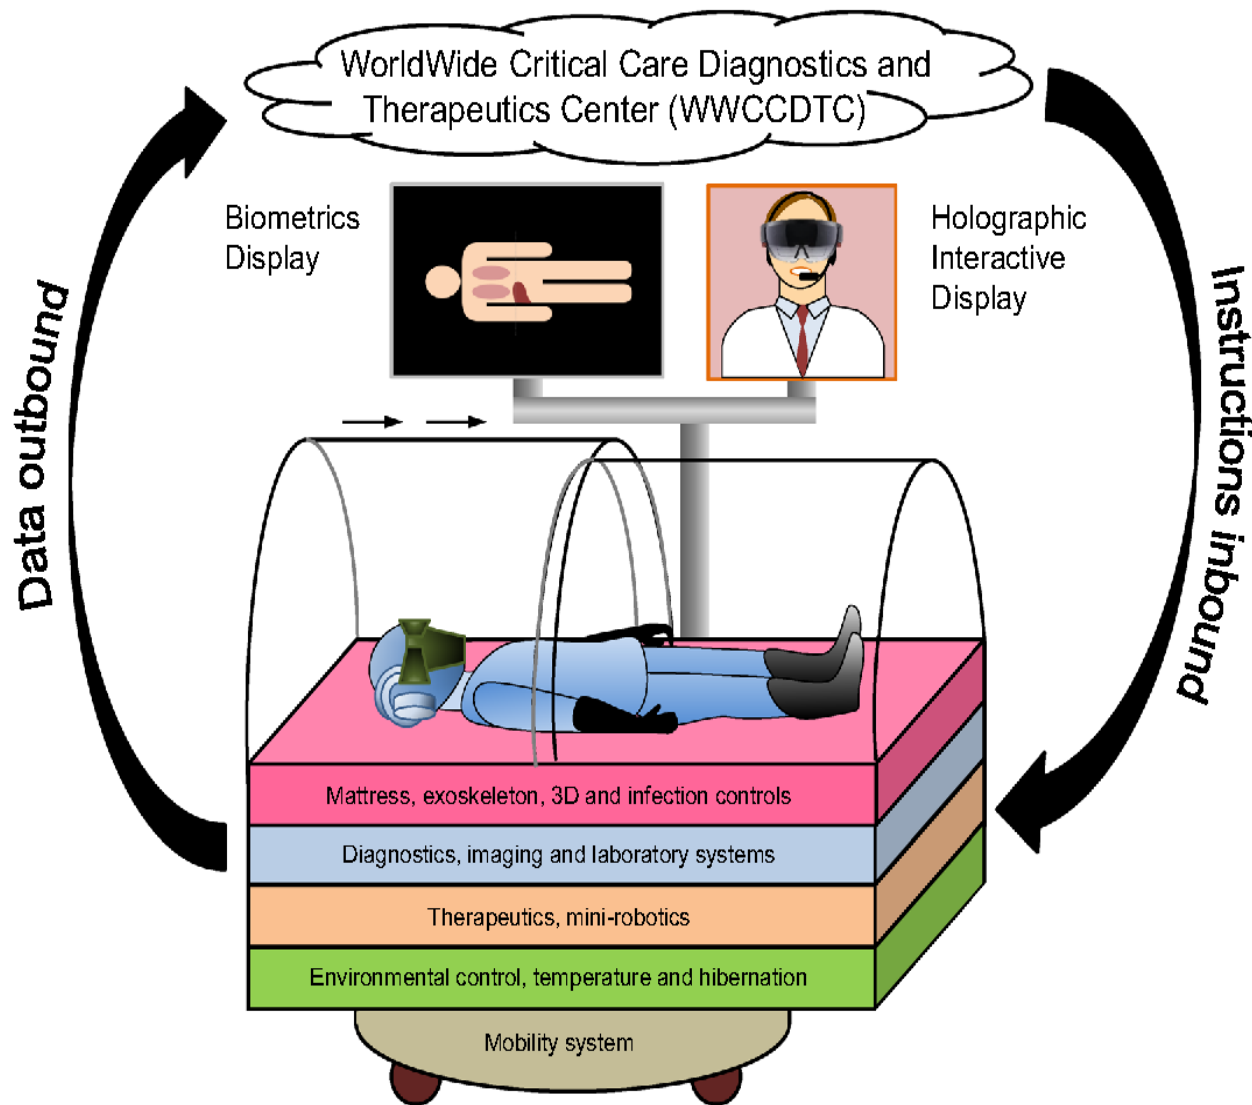 WorldWide Critical Care Diagnostics and
Therapeutics Center (WWCCDTC)
Biometrics
Display
Holographic
Interactive
Display
Data outbound
Instructions inbound
Mattress, exoskeleton, 3D and infection controls
Diagnostics, imaging and laboratory systems
Therapeutics, mini-robotics
Environmental control, temperature and hibernation
Mobility system